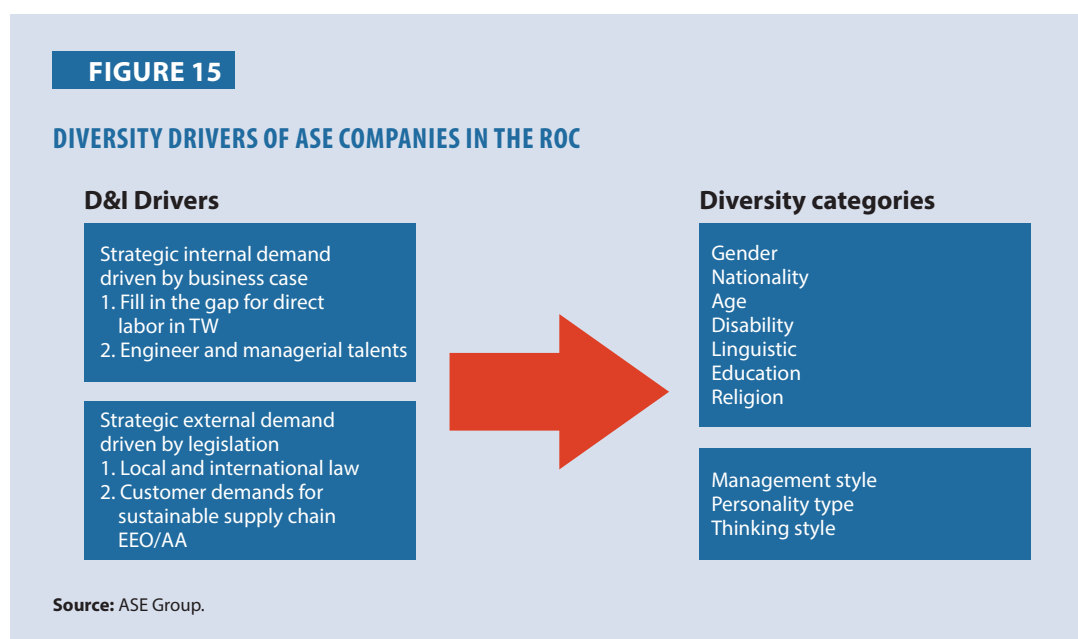 FIGURE 15
DIVERSITY DRIVERS OF ASE COMPANIES IN THE ROC
D&I Drivers
Strategic internal demand
driven by business case
1. Fill in the gap for direct
labor in TW
2. Engineer and managerial talents
Strategic external demand
driven by legislation
1. Local and international law
2. Customer demands for
sustainable supply chain
EEO/AA
Diversity categories
Gender
Nationality
Age
Disability
Linguistic
Education
Religion
Management style
Personality type
Thinking style
Source: ASE Group.